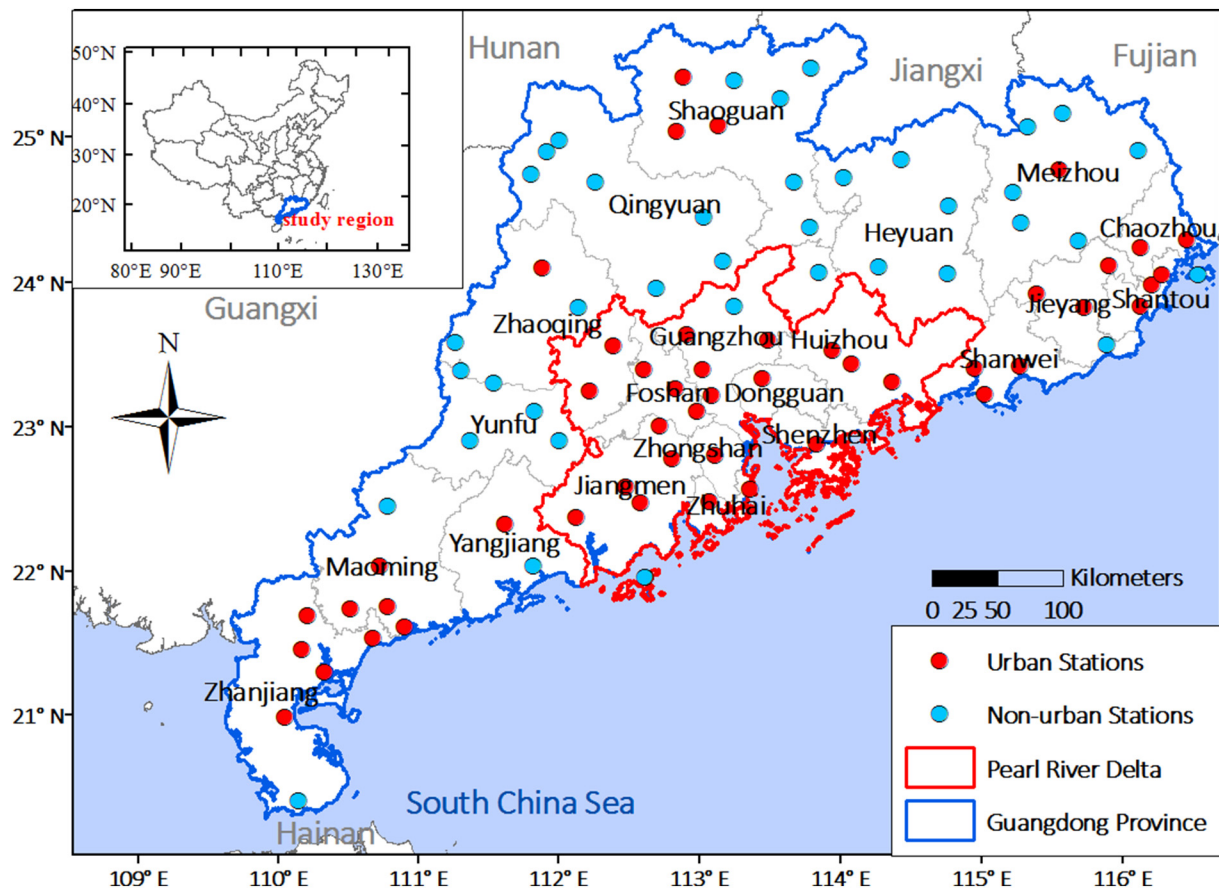 50°N
40°N
30°N
20°N
study region
80°E 90°E 110°E 130°E
Hunan
Jiangxi
Fujian
Guangxi
Hainan
South China Sea
N
Shaoguan
Meizhou
Qingyuan
Heyuan
Chaozhou
Jieyang
Shantou
Zhaoqing
Guangzhou
Huizhou
Shanwei
Foshan
Dongguan
Yunfu
Zhongshan
Shenzhen
Jiangmen
Zhuhai
Yangjiang
Maoming
Zhanjiang
25° N
24° N
23° N
22° N
21° N
Kilometers
0 25 50 100
Urban Stations
Non-urban Stations
Pearl River Delta
Guangdong Province
109° E 110° E 111° E 112° E 113° E 114° E 115° E 116° E